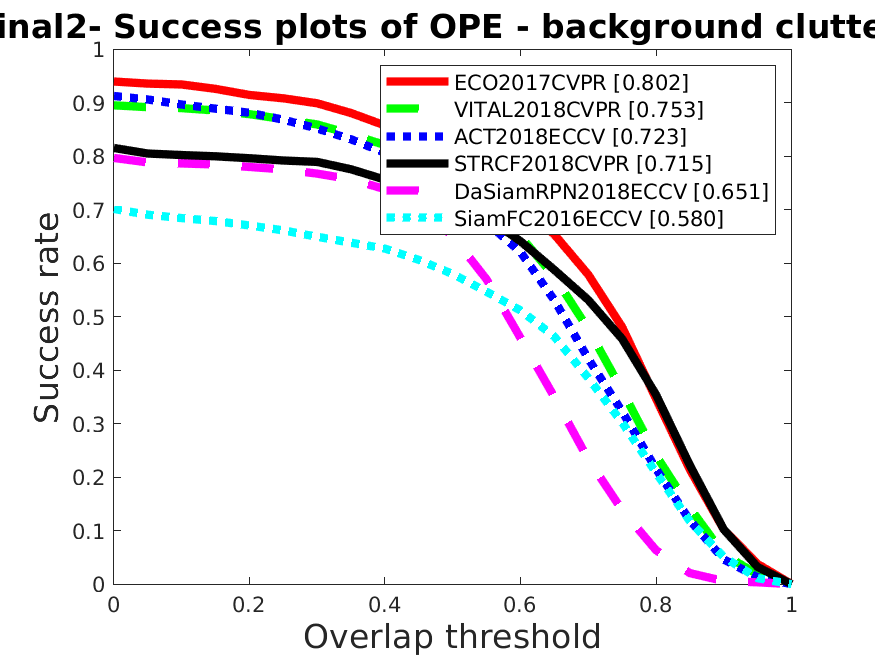 inal2- Success plots of OPE - background clutte
ECO2017CVPR [0.802]
VITAL2018CVPR [0.753]
ACT2018ECCV [0.723]
STRCF2018CVPR [0.715]
DaSiamRPN2018ECCV [0.651]
SiamFC2016ECCV [0.580]
Success rate
1
0.9
0.8
0.7
0.6
0.5
0.4
0.3
0.2
0.1
0
0 0.2 0.4 0.6 0.8 1
Overlap threshold